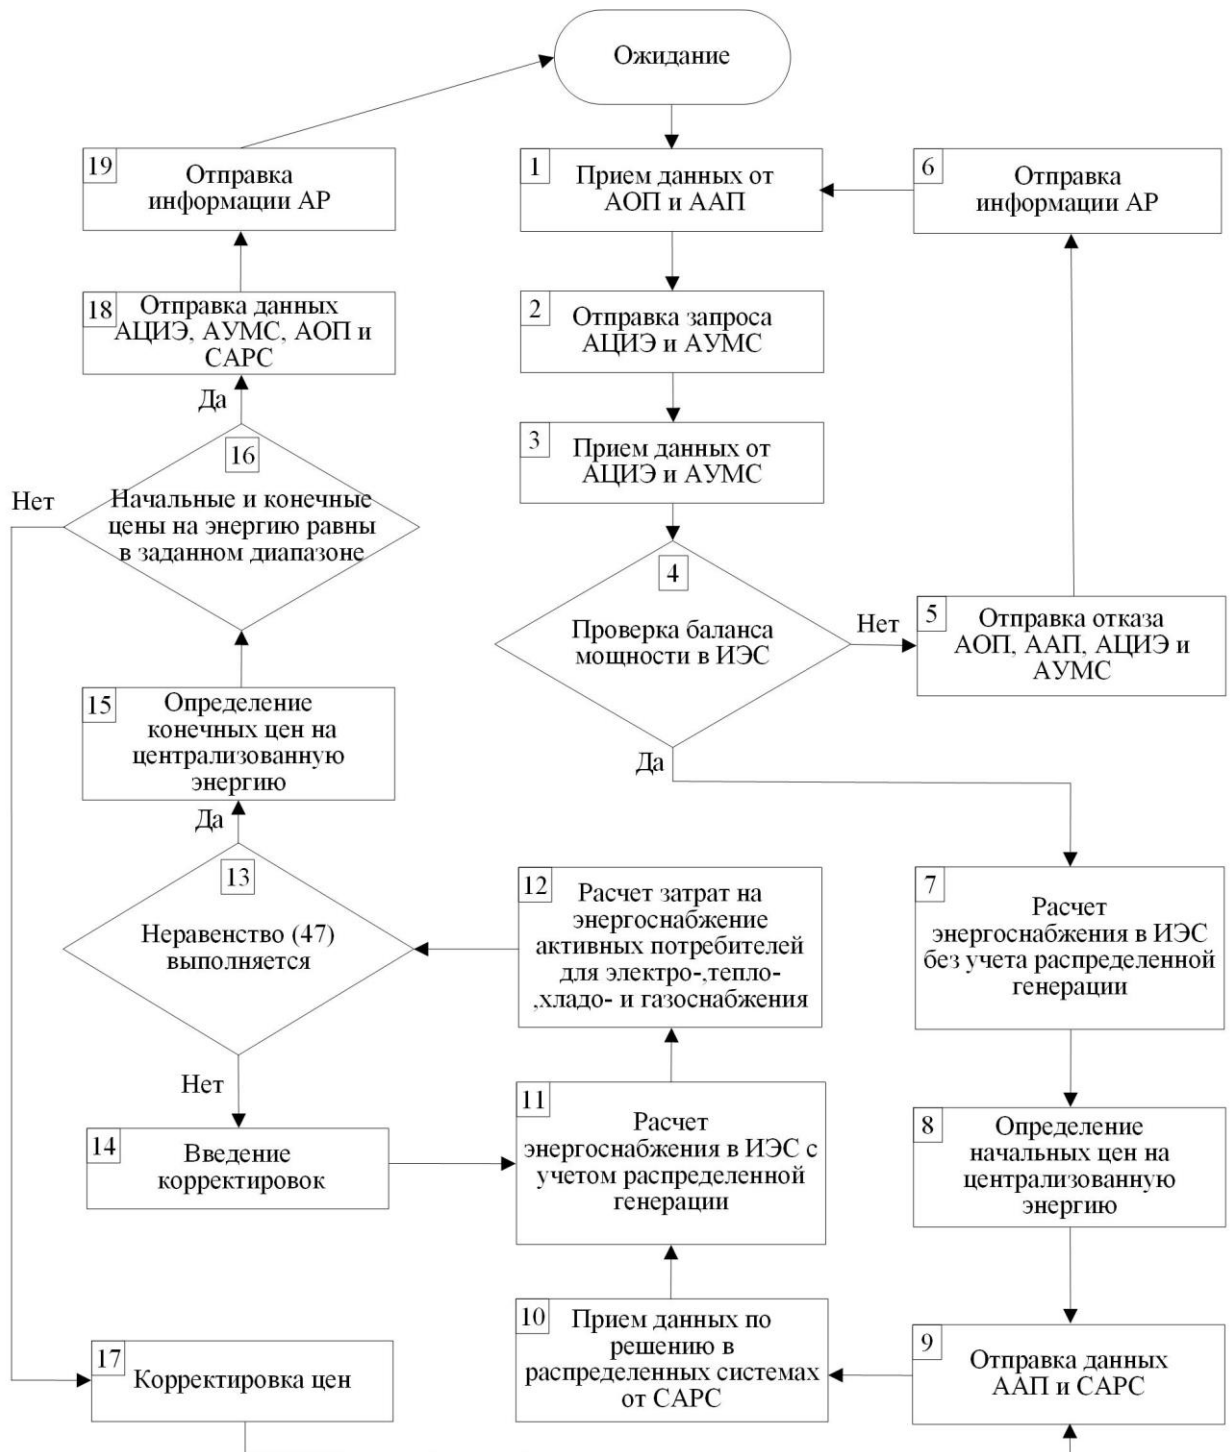 Ожидание
1
Прием данных от
АОП и ААП
2
Отправка запроса
АЦИЭ и АУМС
3
Прием данных от
АЦИЭ и АУМС
4
Проверка баланса
мощности в ИЭС
Нет
Да
5
Отправка отказа
АОП, ААП, АЦИЭ и
АУМС
6
Отправка
информации АР
7
Расчет
энергоснабжения в ИЭС
без учета распределенной
генерации
8
Определение
начальных цен на
централизованную
энергию
9
Отправка данных
ААП и САРС
10
Прием данных по
решению в
распределенных системах
от САРС
11
Расчет
энергоснабжения в ИЭС с
учетом распределенной
генерации
12
Расчет затрат на
энергоснабжение
активных потребителей
для электро-,тепло-
,хладо- и газоснабжения
13
Неравенство (47)
выполняется
Да
Нет
14
Введение
корректировок
15
Определение
конечных цен на
централизованную
энергию
16
Начальные и конечные
цены на энергию равны
в заданном диапазоне
Да
Нет
17
Корректировка цен
18
Отправка данных
АЦИЭ, АУМС, АОП и
САРС
19
Отправка
информации АР